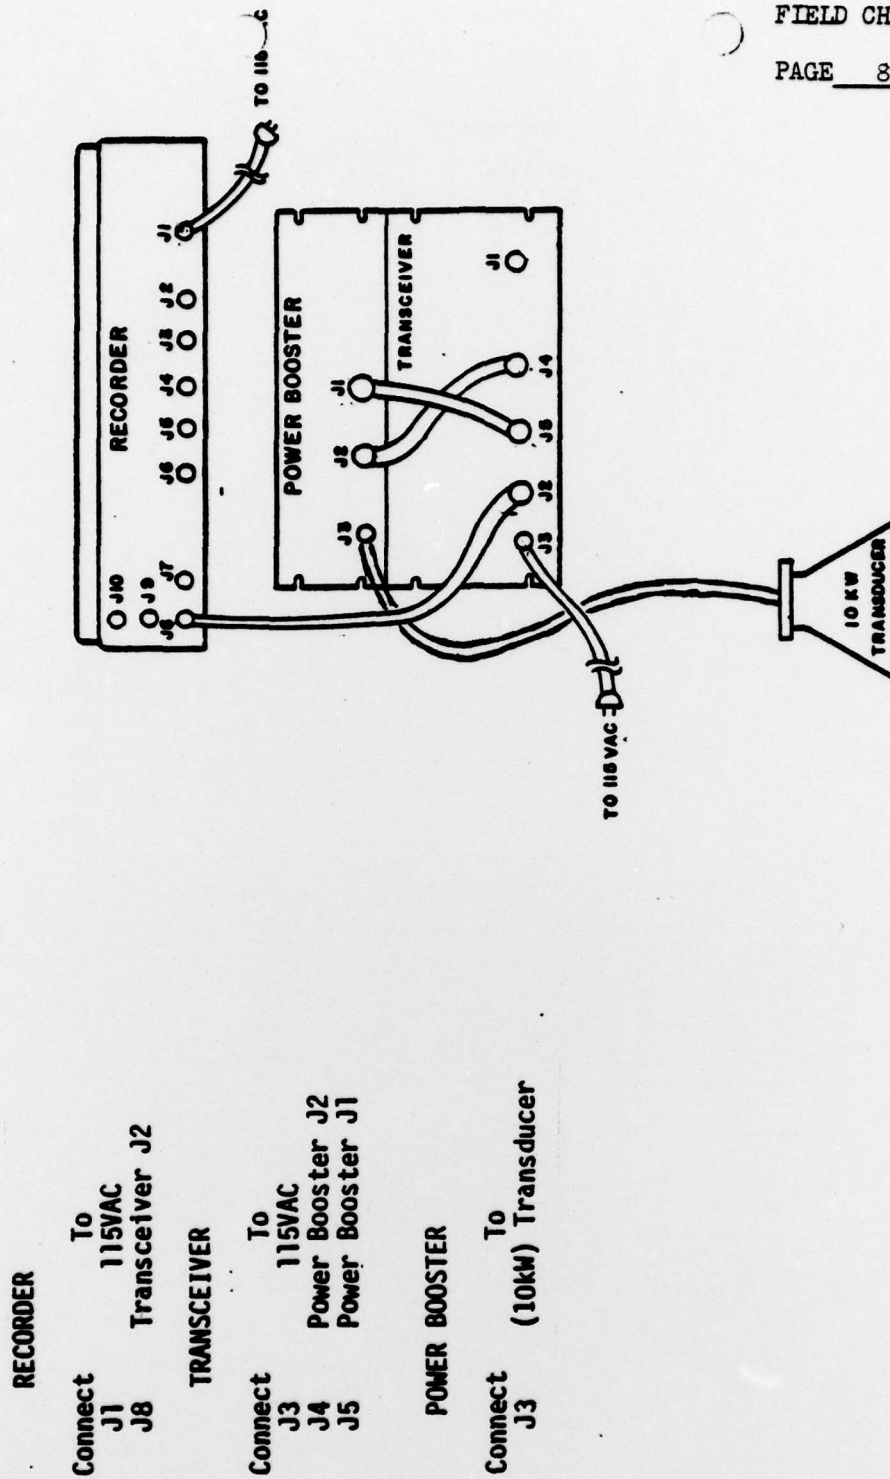 FIELD CH
PAGE 8
RECORDER
Connect To
J1 115VAC
J8 Transceiver J2
TRANSCEIVER
Connect To
J3 115VAC
J4 Power Booster J2
J5 Power Booster J1
POWER BOOSTER
Connect To
J3 (10kW) Transducer
RECORDER
J10
J9
J8
J7
J6
J5
J4
J3
J2
J1
TO 115 C
POWER BOOSTER
J3
J2
J1
TRANSCEIVER
J3
J2
J5
J4
J1
TO 115 VAC
10 KW
TRANSDUCER